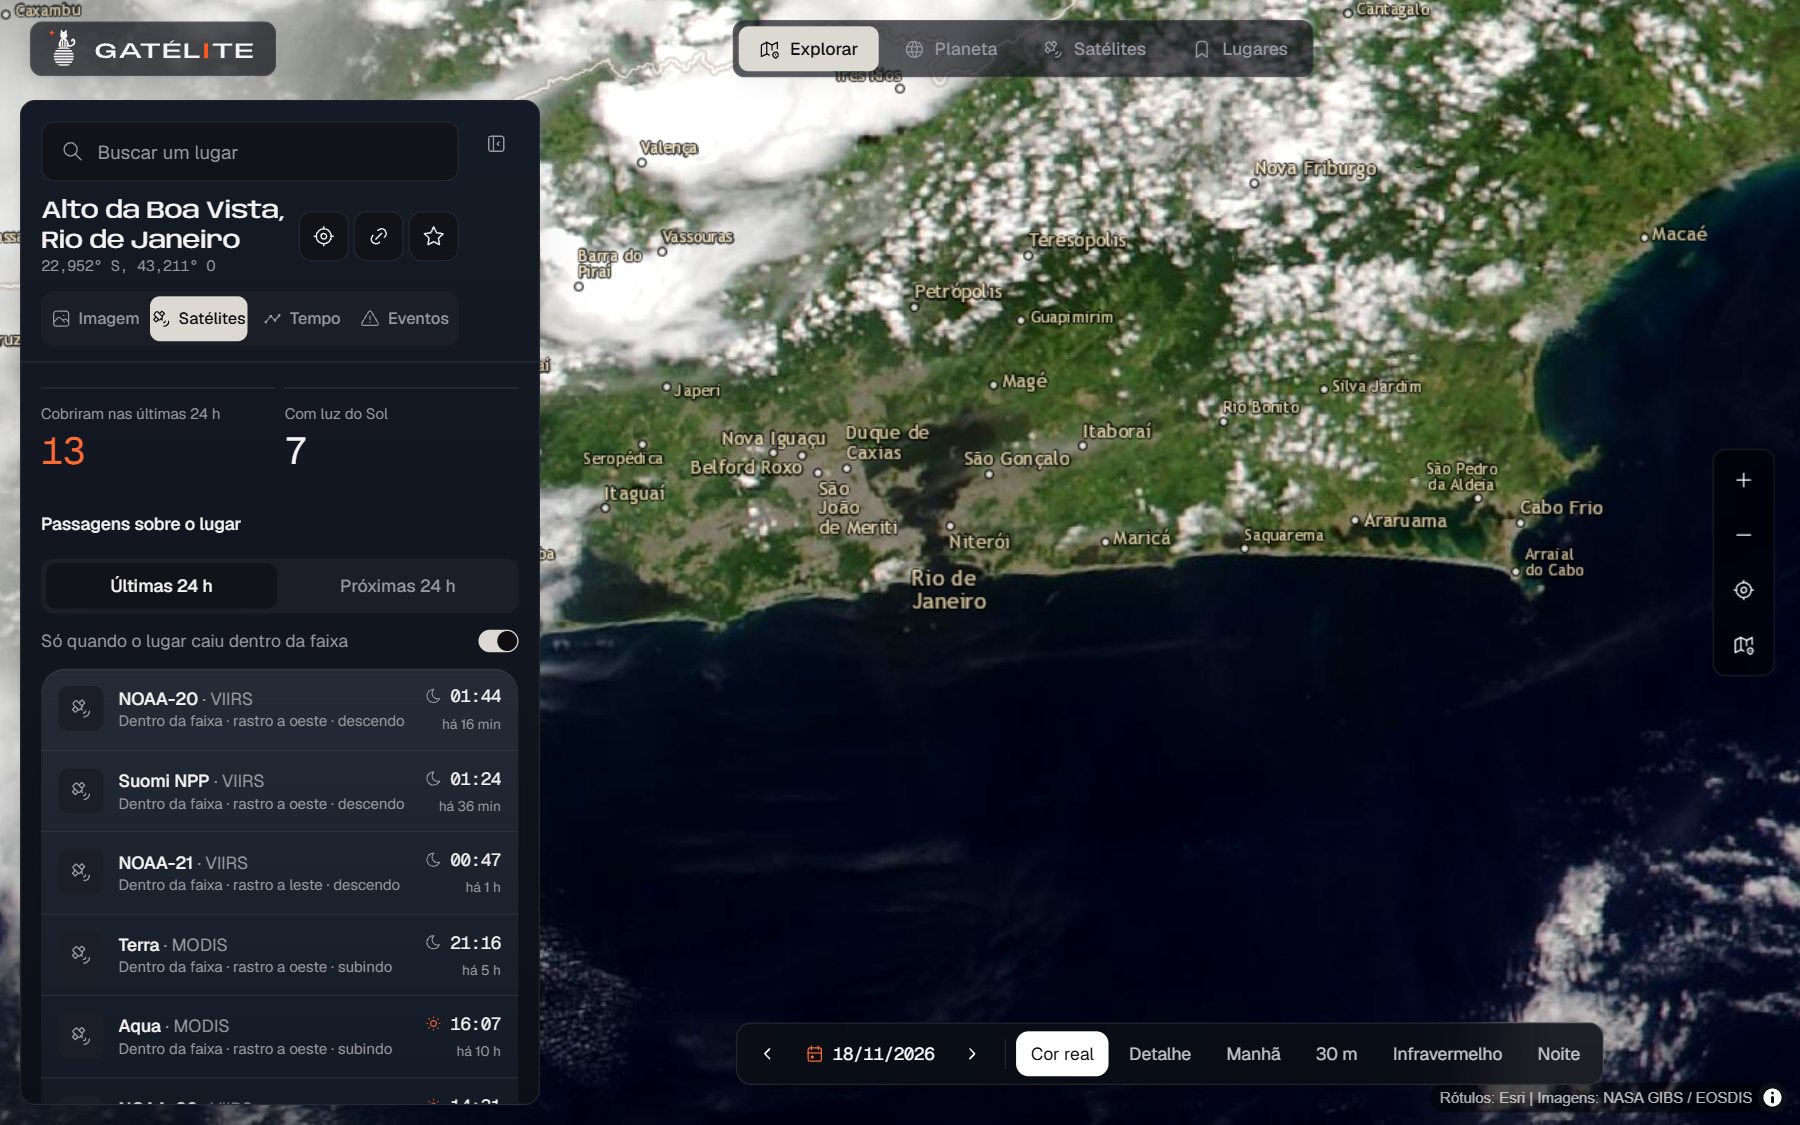 Caxambu
Cantagalo
GATÉLITE
Explorar
Planeta
Satélites
Lugares
Três Rios
Buscar um lugar
Alto da Boa Vista,
Rio de Janeiro
22,952° S, 43,211° O
Imagem
Satélites
Tempo
Eventos
Cobriram nas últimas 24 h
13
Com luz do Sol
7
Passagens sobre o lugar
Últimas 24 h
Próximas 24 h
Só quando o lugar caiu dentro da faixa
NOAA-20 · VIIRS
01:44
Dentro da faixa · rastro a oeste · descendo
há 16 min
Suomi NPP · VIIRS
01:24
Dentro da faixa · rastro a oeste · descendo
há 36 min
NOAA-21 · VIIRS
00:47
Dentro da faixa · rastro a leste · descendo
há 1 h
Terra · MODIS
21:16
Dentro da faixa · rastro a oeste · subindo
há 5 h
Aqua · MODIS
16:07
Dentro da faixa · rastro a oeste · subindo
há 10 h
Valença
Nova Friburgo
Vassouras
Barra do
Piraí
Teresópolis
Macaé
Petrópolis
Guapimirim
Japeri
Magé
Silva Jardim
Rio Bonito
Nova Iguaçu
Duque de
Caxias
Itaboraí
Seropédica
Belford Roxo
São Gonçalo
São Pedro
da Aldeia
Itaguaí
São
João
de Meriti
Cabo Frio
Araruama
Niterói
Maricá
Saquarema
Arraial
do Cabo
Rio de
Janeiro
18/11/2026
Cor real
Detalhe
Manhã
30 m
Infravermelho
Noite
Rótulos: Esri | Imagens: NASA GIBS / EOSDIS